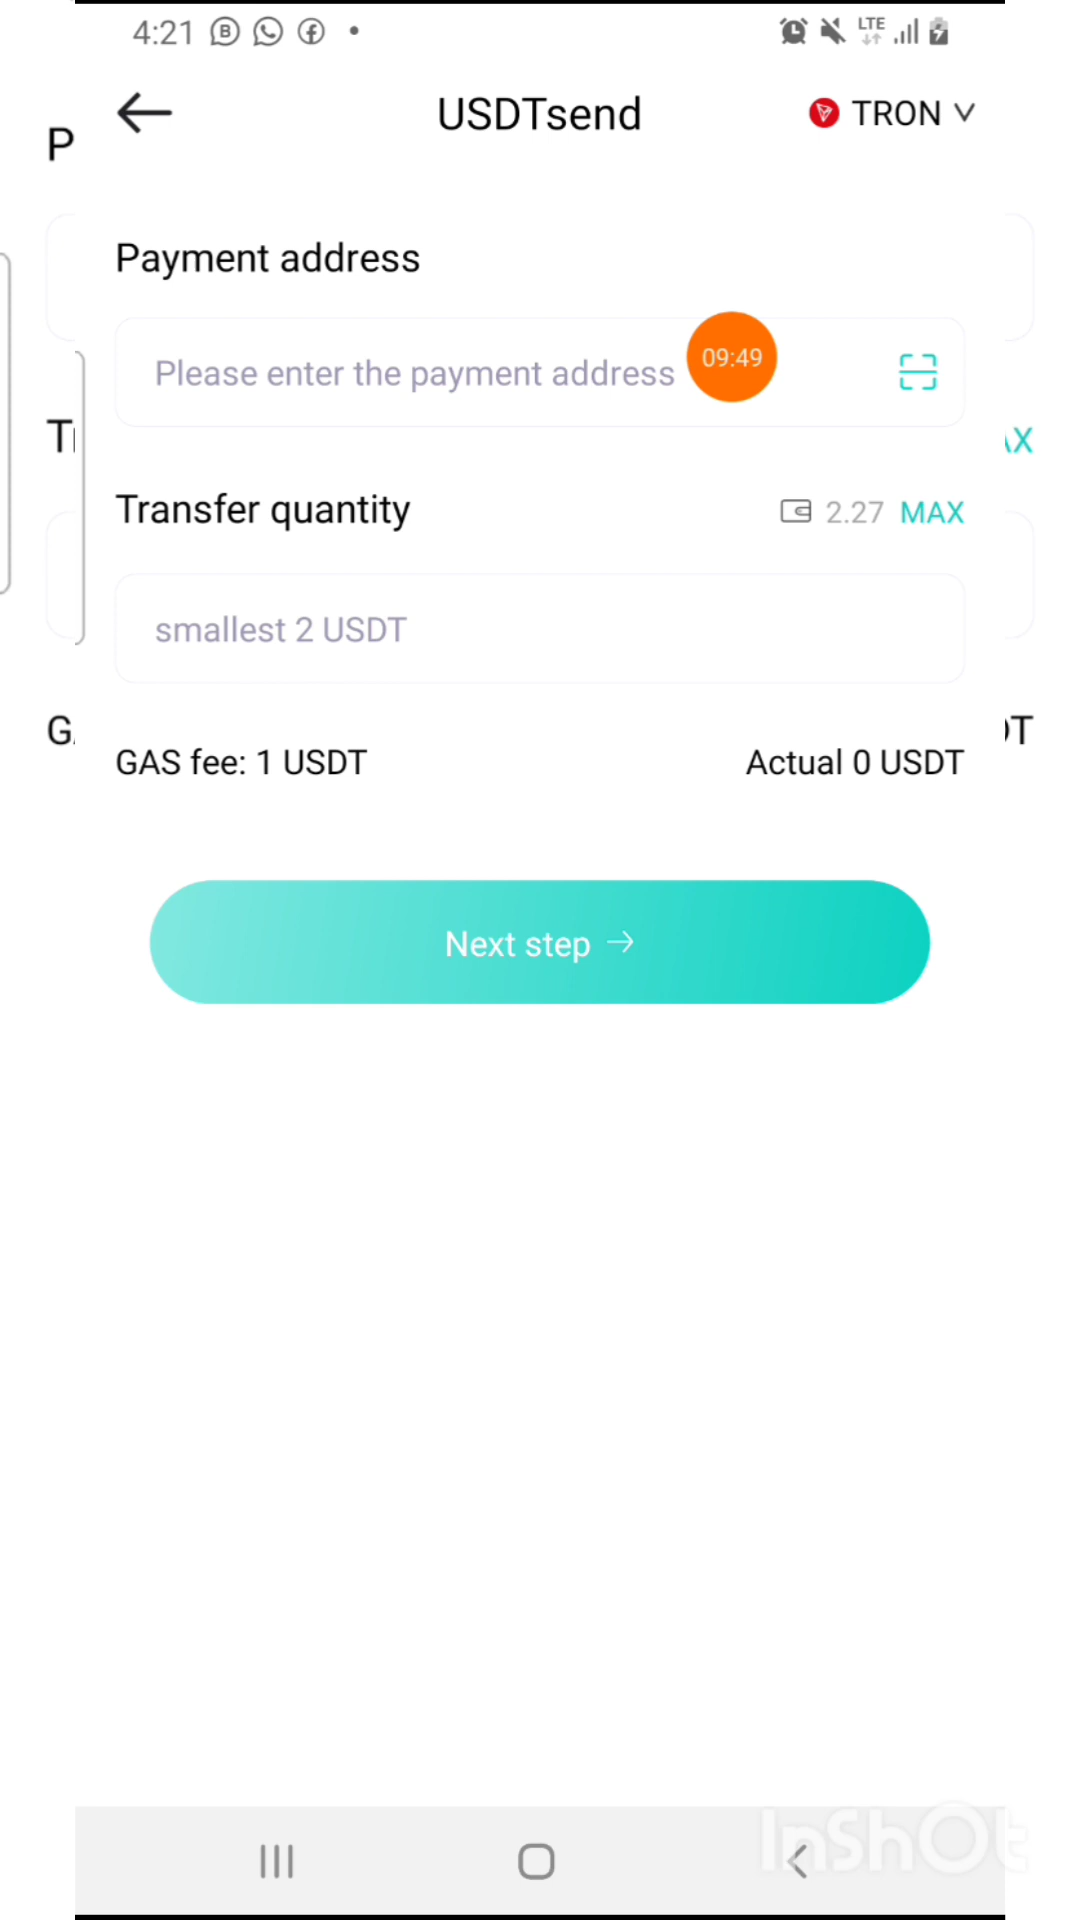 4:21
LTE
USDTsend
TRON
Payment address
Please enter the payment address
09:49
Transfer quantity
2.27 MAX
smallest 2 USDT
GAS fee: 1 USDT
Actual 0 USDT
Next step →
InShOt